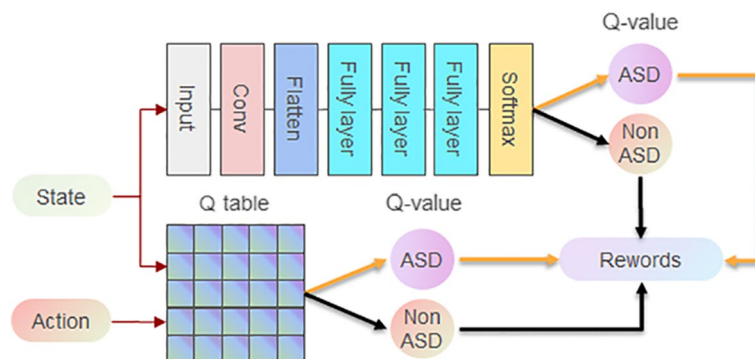 Q-value
Input
Conv
Flatten
Fully layer
Fully layer
Fully layer
Softmax
ASD
Non
ASD
State
Q table
Q-value
ASD
Rewords
Action
Non
ASD